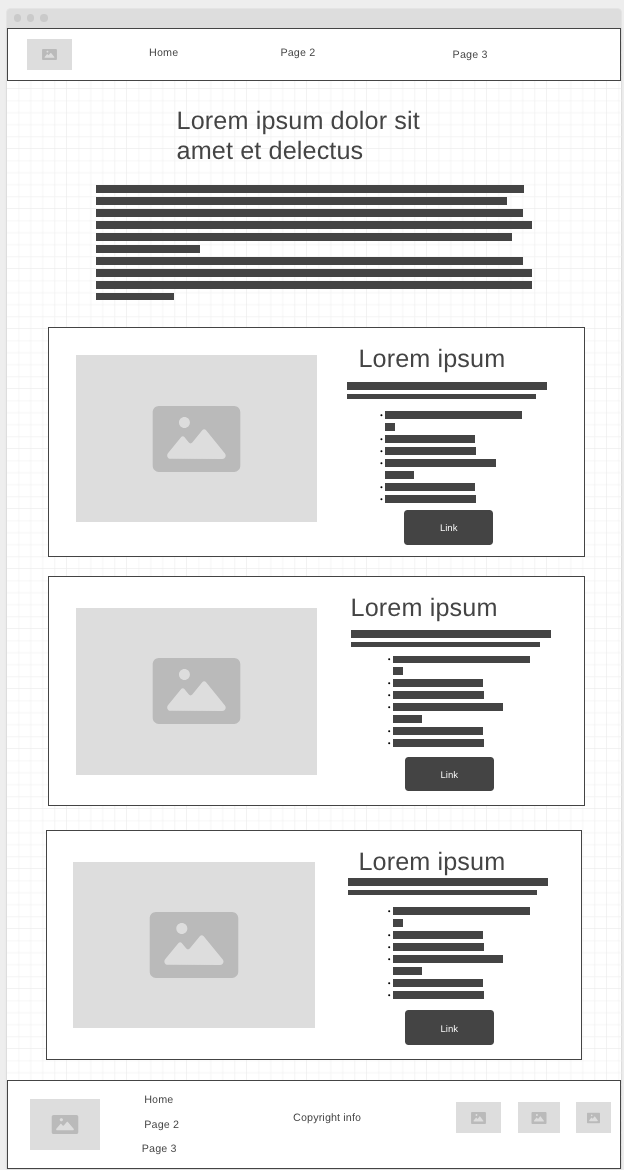 Home
Page 2
Page 3
Lorem ipsum dolor sit
amet et delectus
Lorem ipsum
Link
Lorem ipsum
Link
Lorem ipsum
Link
Home
Page 2
Page 3
Copyright info